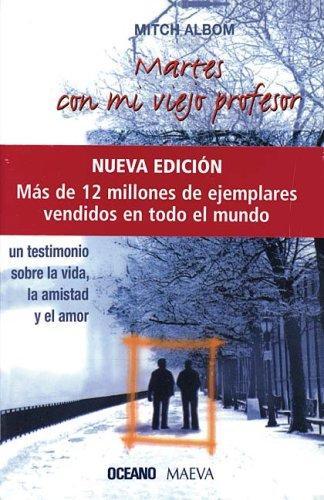 MITCH ALBOM
Martes
con mi viejo profesor
NUEVA EDICIÓN
Más de 12 millones de ejemplares
vendidos en todo el mundo
un testimonio
sobre la vida,
la amistad
y el amor
OCEANO MAEVA